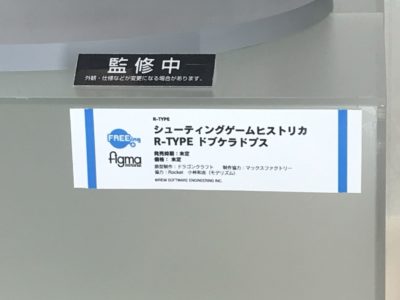 監修中
外観・仕様などが変更になる場合があります。
R-TYPE
シューティングゲームヒストリカ
R-TYPE ドブケラドプス
FREEing
figma
発売時期：未定
価格：未定
原型制作：ドラゴンクラフト　制作協力：マックスファクトリー
協力：Rocket　小林和史（モデリズム）
©IREM SOFTWARE ENGINEERING INC.